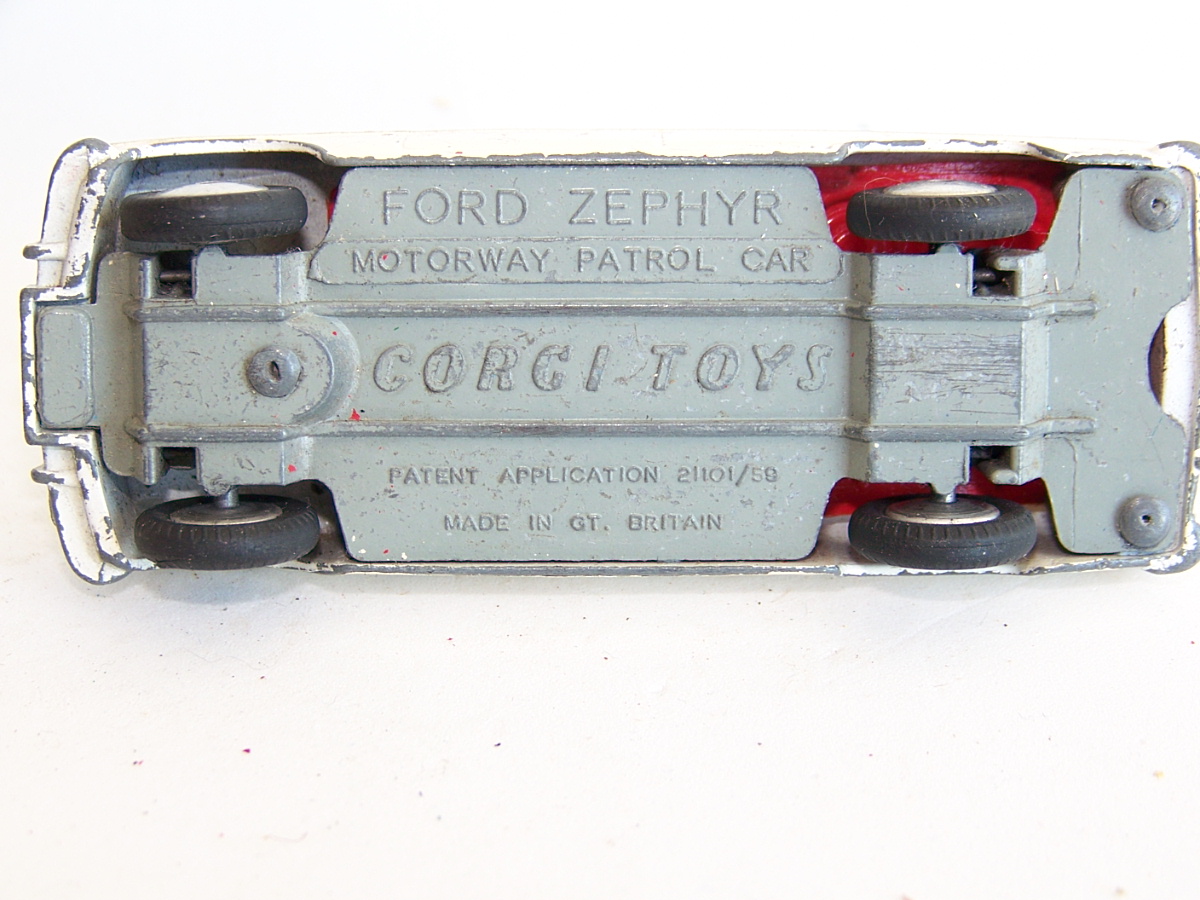 FORD ZEPHYR
MOTORWAY PATROL CAR
CORGI TOYS
PATENT APPLICATION 21101/59
MADE IN GT. BRITAIN